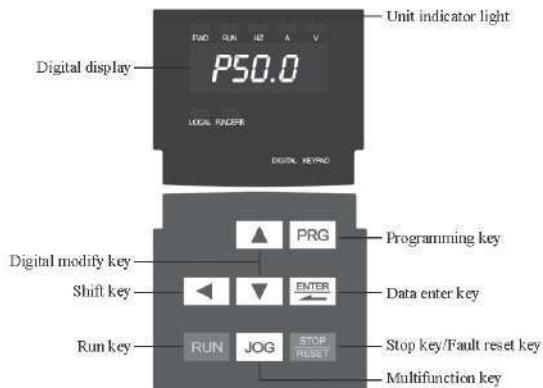 Unit indicator light
FWD RUN HZ A V
Digital display
P50.0
LOCAL RUNCERR
DIGITAL KEYPAD
PRG
Programming key
Digital modify key
Shift key
ENTER
Data enter key
Run key
RUN
JOG
STOP
RESET
Stop key/Fault reset key
Multifunction key